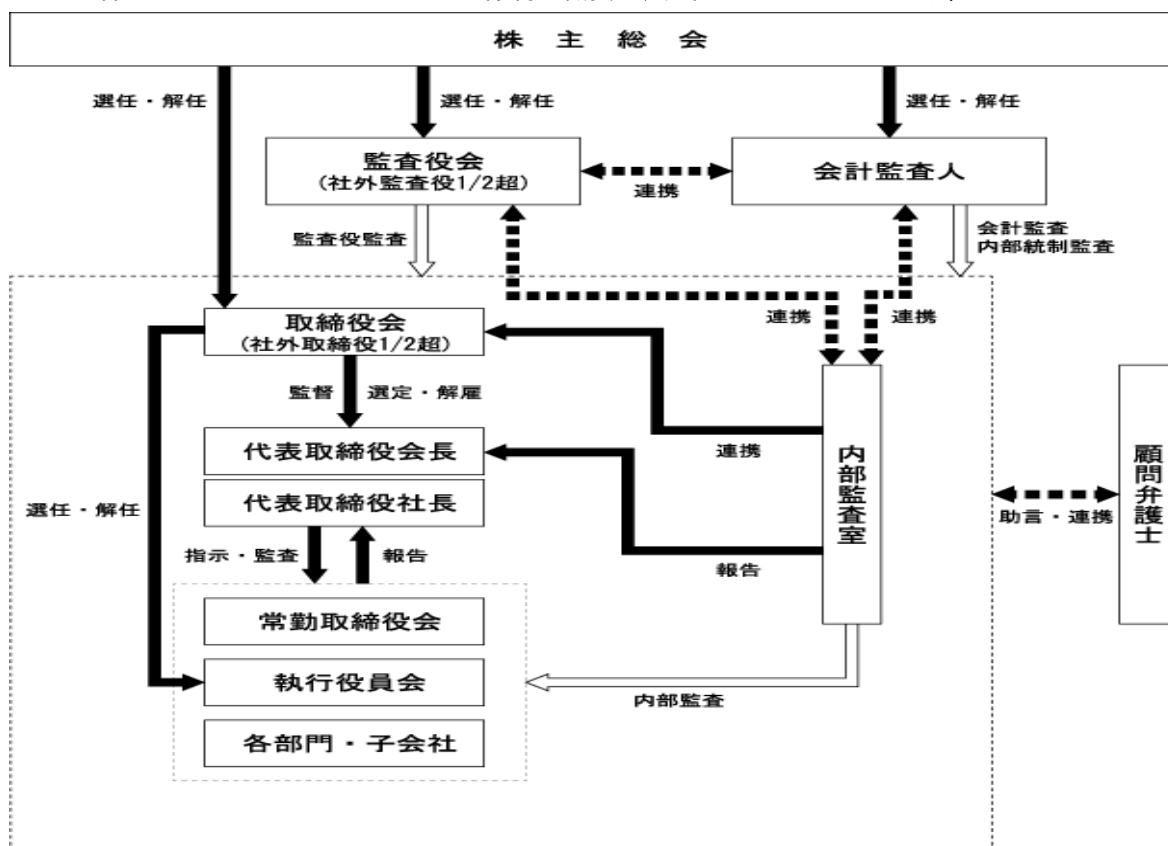 株主総会
選任・解任
選任・解任
選任・解任
監査役会
(社外監査役1/2超)
連携
会計監査人
監査役監査
会計監査
内部統制監査
取締役会
(社外取締役1/2超)
連携
連携
監督
選定・解雇
代表取締役会長
連携
代表取締役社長
選任・解任
内部監査室
助言・連携
顧問弁護士
指示・監査
報告
報告
常勤取締役会
執行役員会
内部監査
各部門・子会社